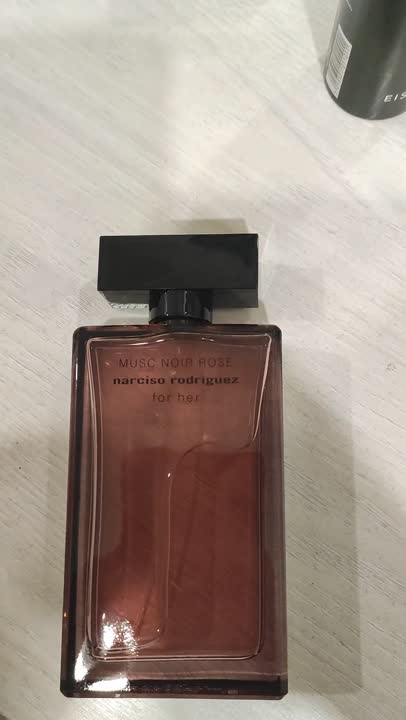 EIS
MUSC NOIR ROSE
narciso rodriguez
for her